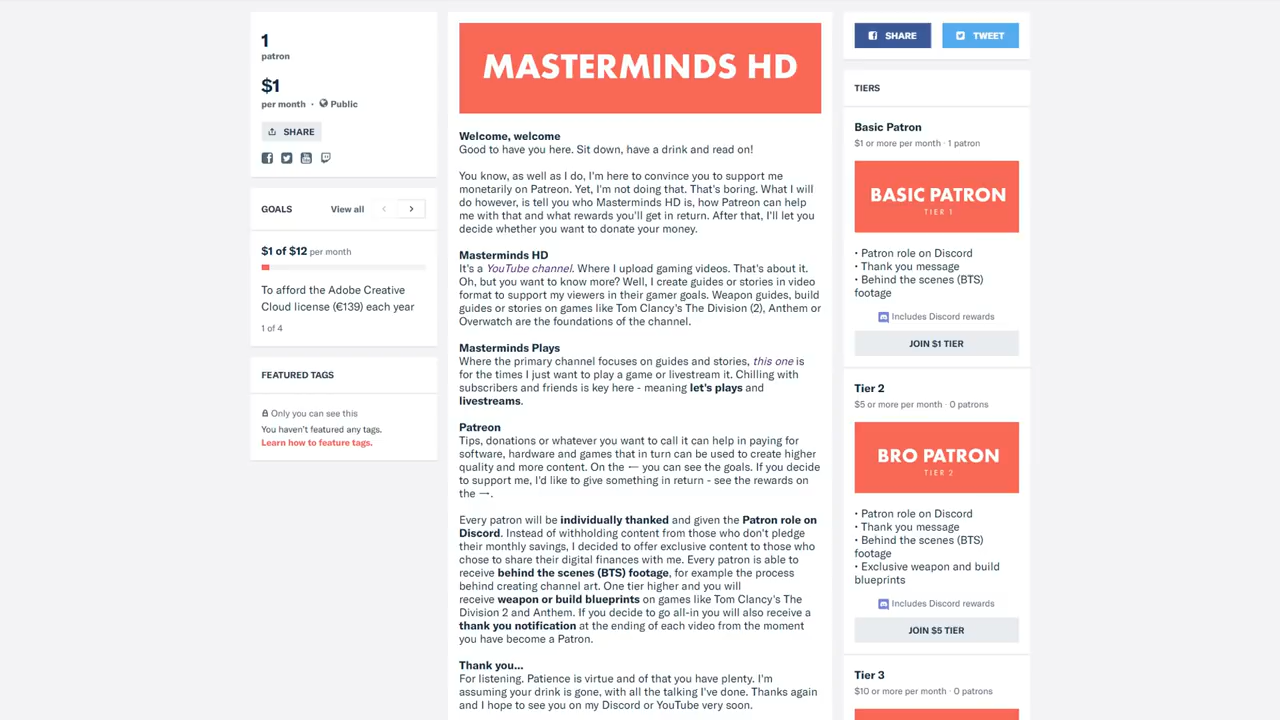 1
patron
$1
per month · Public
SHARE
GOALS View all
$1 of $12 per month
To afford the Adobe Creative
Cloud license (€139) each year
1 of 4
FEATURED TAGS
Only you can see this
You haven't featured any tags.
Learn how to feature tags.
MASTERMINDS HD
Welcome, welcome
Good to have you here. Sit down, have a drink and read on!
You know, as well as I do, I'm here to convince you to support me
monetarily on Patreon. Yet, I'm not doing that. That's boring. What I will
do however, is tell you who Masterminds HD is, how Patreon can help
me with that and what rewards you'll get in return. After that, I'll let you
decide whether you want to donate your money.
Masterminds HD
It's a YouTube channel. Where I upload gaming videos. That's about it.
Oh, but you want to know more? Well, I create guides or stories in video
format to support my viewers in their gamer goals. Weapon guides, build
guides or stories on games like Tom Clancy's The Division (2), Anthem or
Overwatch are the foundations of the channel.
Masterminds Plays
Where the primary channel focuses on guides and stories, this one is
for the times I just want to play a game or livestream it. Chilling with
subscribers and friends is key here - meaning let's plays and
livestreams.
Patreon
Tips, donations or whatever you want to call it can help in paying for
software, hardware and games that in turn can be used to create higher
quality and more content. On the ← you can see the goals. If you decide
to support me, I'd like to give something in return - see the rewards on
the →.
Every patron will be individually thanked and given the Patron role on
Discord. Instead of withholding content from those who don't pledge
their monthly savings, I decided to offer exclusive content to those who
chose to share their digital finances with me. Every patron is able to
receive behind the scenes (BTS) footage, for example the process
behind creating channel art. One tier higher and you will
receive weapon or build blueprints on games like Tom Clancy's The
Division 2 and Anthem. If you decide to go all-in you will also receive a
thank you notification at the ending of each video from the moment
you have become a Patron.
Thank you...
For listening. Patience is virtue and of that you have plenty. I'm
assuming your drink is gone, with all the talking I've done. Thanks again
and I hope to see you on my Discord or YouTube very soon.
SHARE TWEET
TIERS
Basic Patron
$1 or more per month · 1 patron
BASIC PATRON
TIER 1
• Patron role on Discord
• Thank you message
• Behind the scenes (BTS)
footage
Includes Discord rewards
JOIN $1 TIER
Tier 2
$5 or more per month · 0 patrons
BRO PATRON
TIER 2
• Patron role on Discord
• Thank you message
• Behind the scenes (BTS)
footage
• Exclusive weapon and build
blueprints
Includes Discord rewards
JOIN $5 TIER
Tier 3
$10 or more per month · 0 patrons